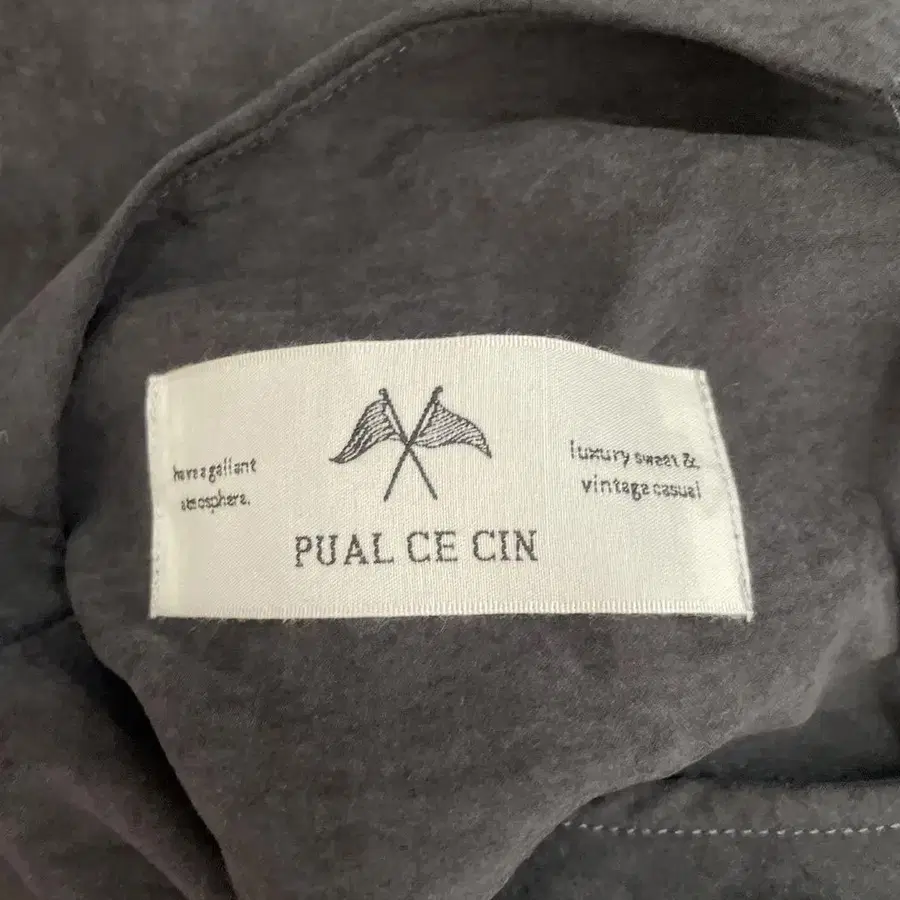 have a gallant
atmosphere.
luxury sweet &
vintage casual
PUAL CE CIN